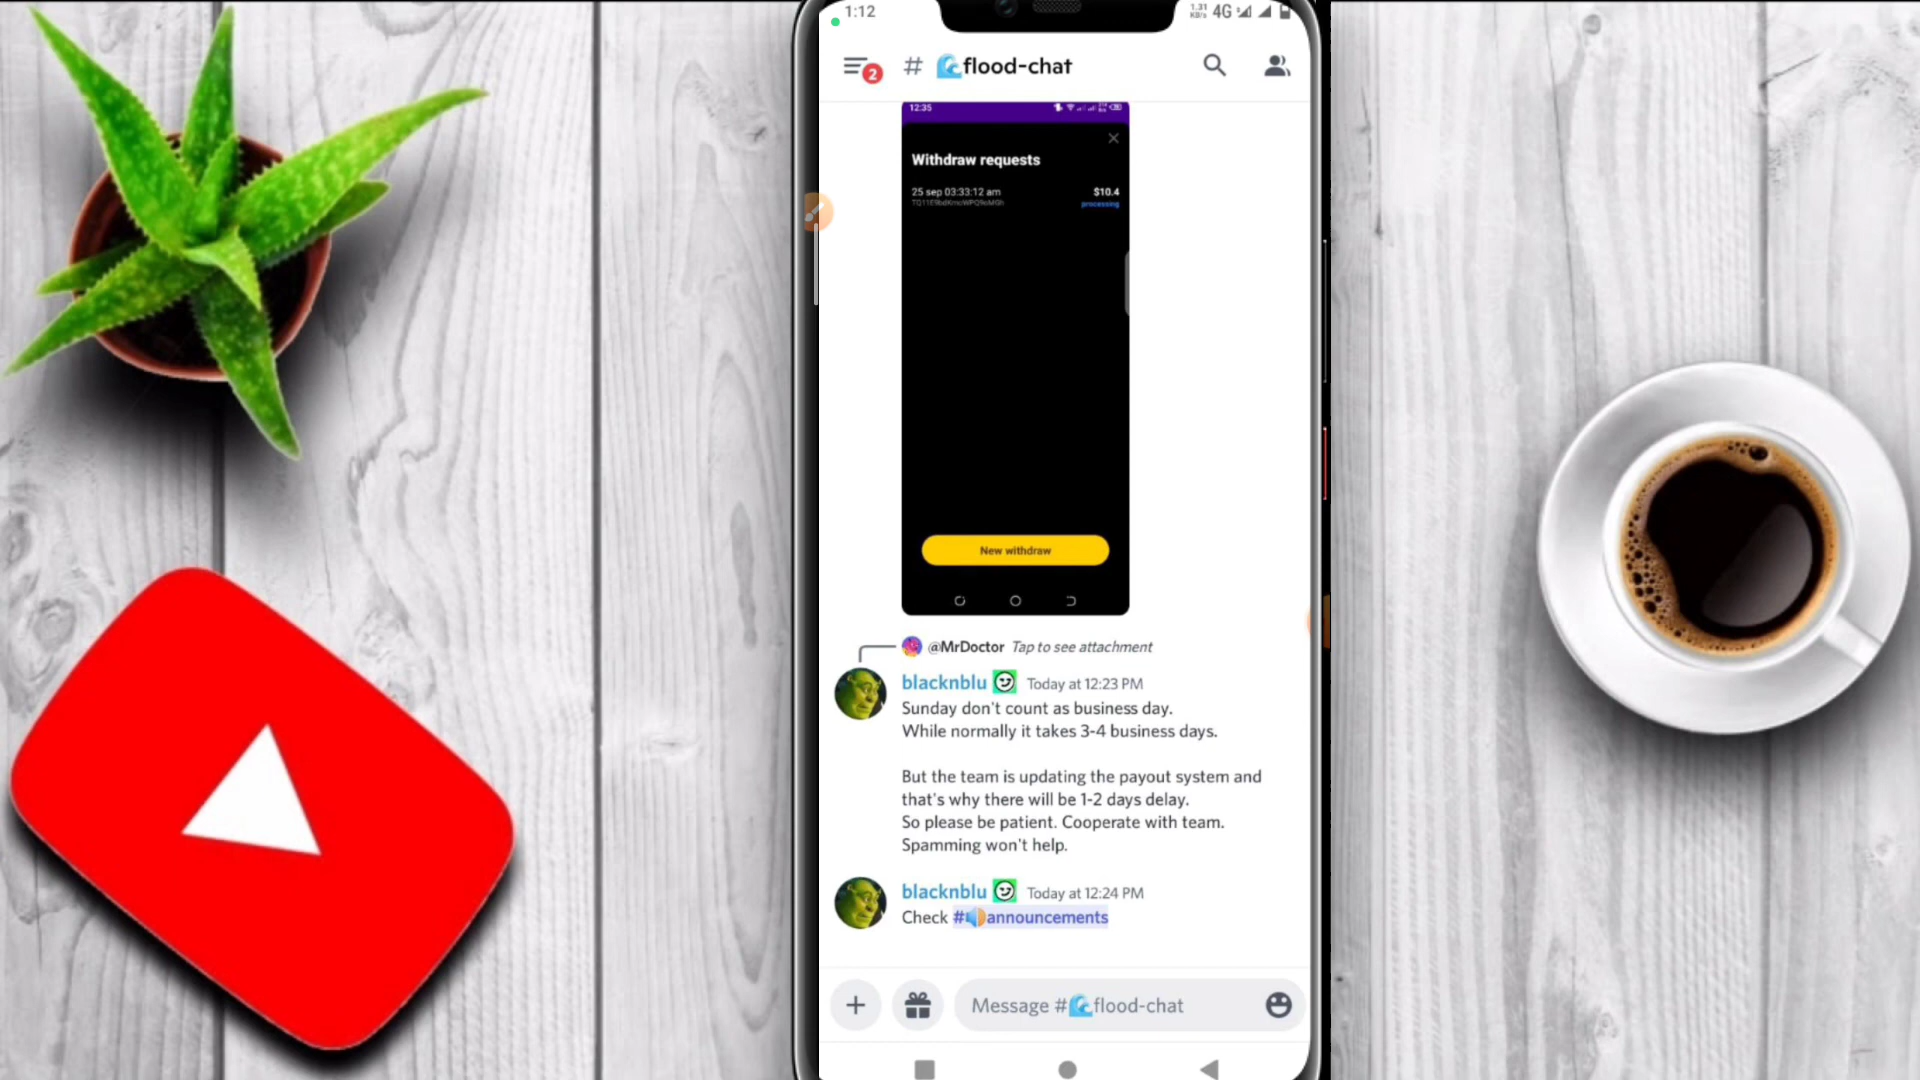 1:12
1.31
KB/s
4G
2
# flood-chat
12:35
Withdraw requests
25 sep 03:33:12 am
$10.4
processing
New withdraw
@MrDoctor Tap to see attachment
blacknblu Today at 12:23 PM
Sunday don't count as business day.
While normally it takes 3-4 business days.
But the team is updating the payout system and
that's why there will be 1-2 days delay.
So please be patient. Cooperate with team.
Spamming won't help.
blacknblu Today at 12:24 PM
Check #announcements
Message #flood-chat